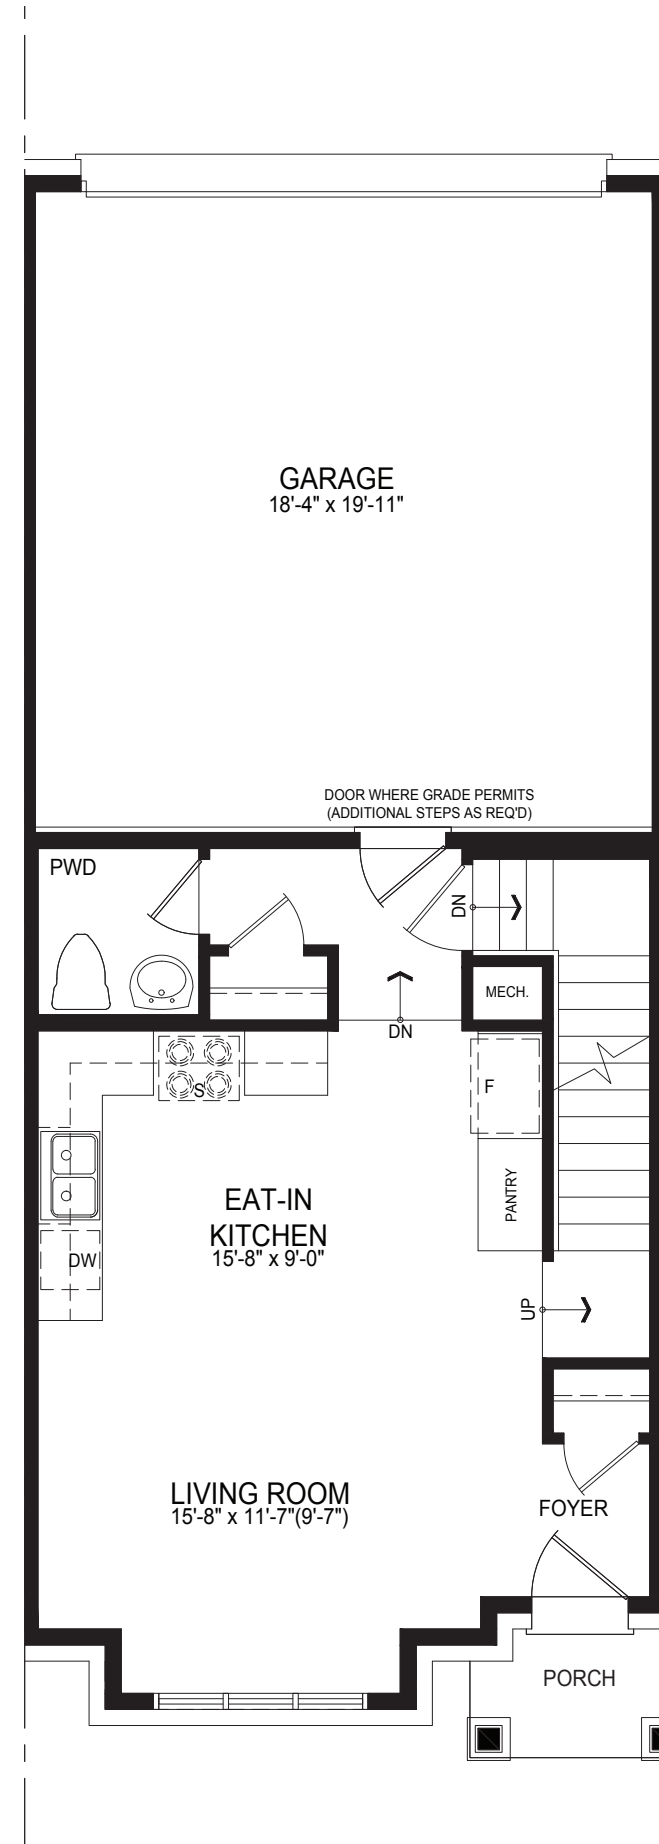 GARAGE
18'-4" x 19'-11"
DOOR WHERE GRADE PERMITS
(ADDITIONAL STEPS AS REQ'D)
PWD
DN
MECH.
DN
S
F
PANTRY
EAT-IN
KITCHEN
15'-8" x 9'-0"
DW
UP
LIVING ROOM
15'-8" x 11'-7"(9'-7")
FOYER
PORCH